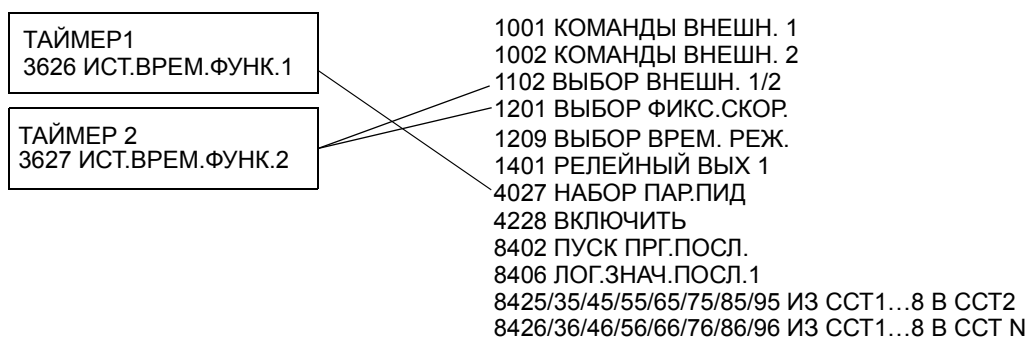 ТАЙМЕР1
3626 ИСТ.ВРЕМ.ФУНК.1
ТАЙМЕР 2
3627 ИСТ.ВРЕМ.ФУНК.2
1001 КОМАНДЫ ВНЕШН. 1
1002 КОМАНДЫ ВНЕШН. 2
1102 ВЫБОР ВНЕШН. 1/2
1201 ВЫБОР ФИКС.СКОР.
1209 ВЫБОР ВРЕМ. РЕЖ.
1401 РЕЛЕЙНЫЙ ВЫХ 1
4027 НАБОР ПАР.ПИД
4228 ВКЛЮЧИТЬ
8402 ПУСК ПРГ.ПОСЛ.
8406 ЛОГ.ЗНАЧ.ПОСЛ.1
8425/35/45/55/65/75/85/95 ИЗ ССТ1…8 В ССТ2
8426/36/46/56/66/76/86/96 ИЗ ССТ1…8 В ССТ N